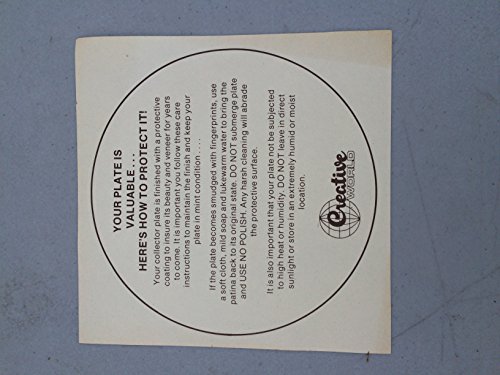 YOUR PLATE IS
VALUABLE...
HERE'S HOW TO PROTECT IT!
Your collector plate is finished with a protective
coating to insure its beauty and veneer for years
to come. It is important you follow these care
instructions to maintain the finish and keep your
plate in mint condition....
If the plate becomes smudged with fingerprints, use
a soft cloth, mild soap and lukewarm water to bring the
patina back to its original state. DO NOT submerge plate
and USE NO POLISH. Any harsh cleaning will abrade
the protective surface.
It is also important that your plate not be subjected
to high heat or humidity. DO NOT leave in direct
sunlight or store in an extremely humid or moist
location.
Creative
WORLD